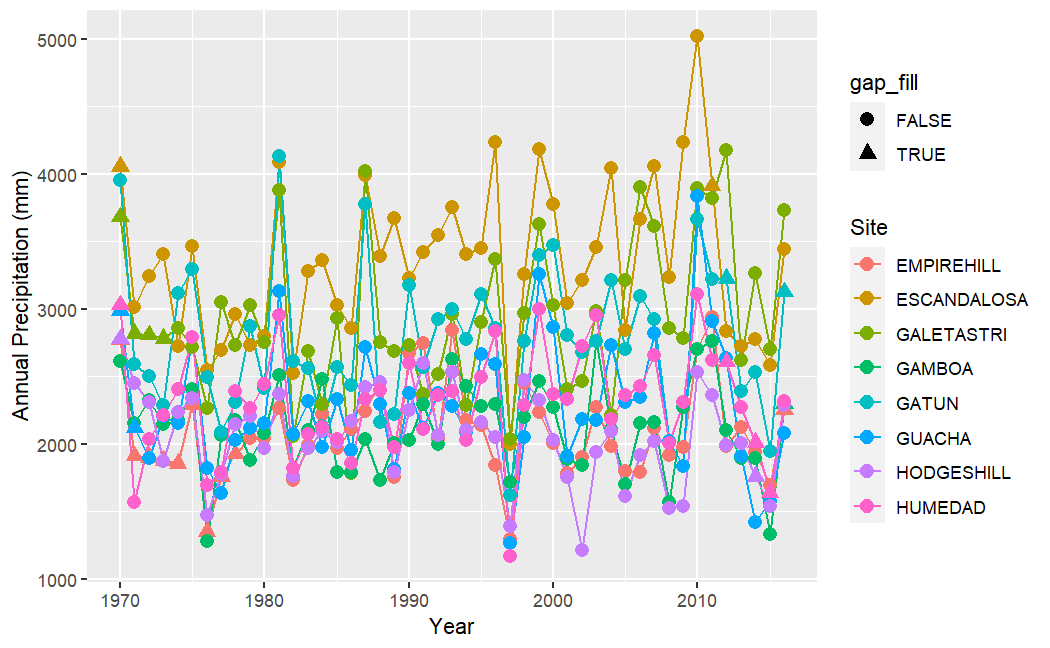 5000
4000
3000
2000
1000
Annual Precipitation (mm)
1970 1980 1990 2000 2010
Year
gap_fill
FALSE
TRUE
Site
EMPIREHILL
ESCANDALOSA
GALETASTRI
GAMBOA
GATUN
GUACHA
HODGESHILL
HUMEDAD